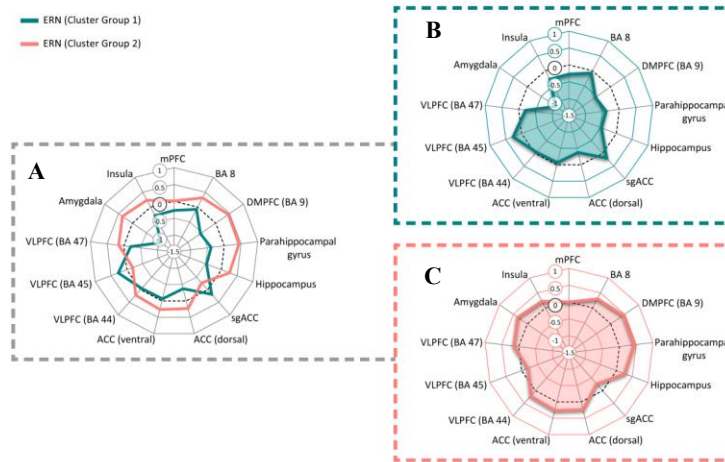 ERN (Cluster Group 1)
ERN (Cluster Group 2)
A
mPFC
BA 8
DMPFC (BA 9)
Parahippocampal
gyrus
Hippocampus
sgACC
ACC (dorsal)
ACC (ventral)
VLPFC (BA 44)
VLPFC (BA 45)
VLPFC (BA 47)
Amygdala
Insula
1
0.5
0
-0.5
-1
-1.5
B
mPFC
BA 8
DMPFC (BA 9)
Parahippocampal
gyrus
Hippocampus
sgACC
ACC (dorsal)
ACC (ventral)
VLPFC (BA 44)
VLPFC (BA 45)
VLPFC (BA 47)
Amygdala
Insula
1
0.5
0
-1
-1.5
C
mPFC
BA 8
DMPFC (BA 9)
Parahippocampal
gyrus
Hippocampus
sgACC
ACC (dorsal)
ACC (ventral)
VLPFC (BA 44)
VLPFC (BA 45)
VLPFC (BA 47)
Amygdala
Insula
1
0.5
0
-0.5
-1
-1.5